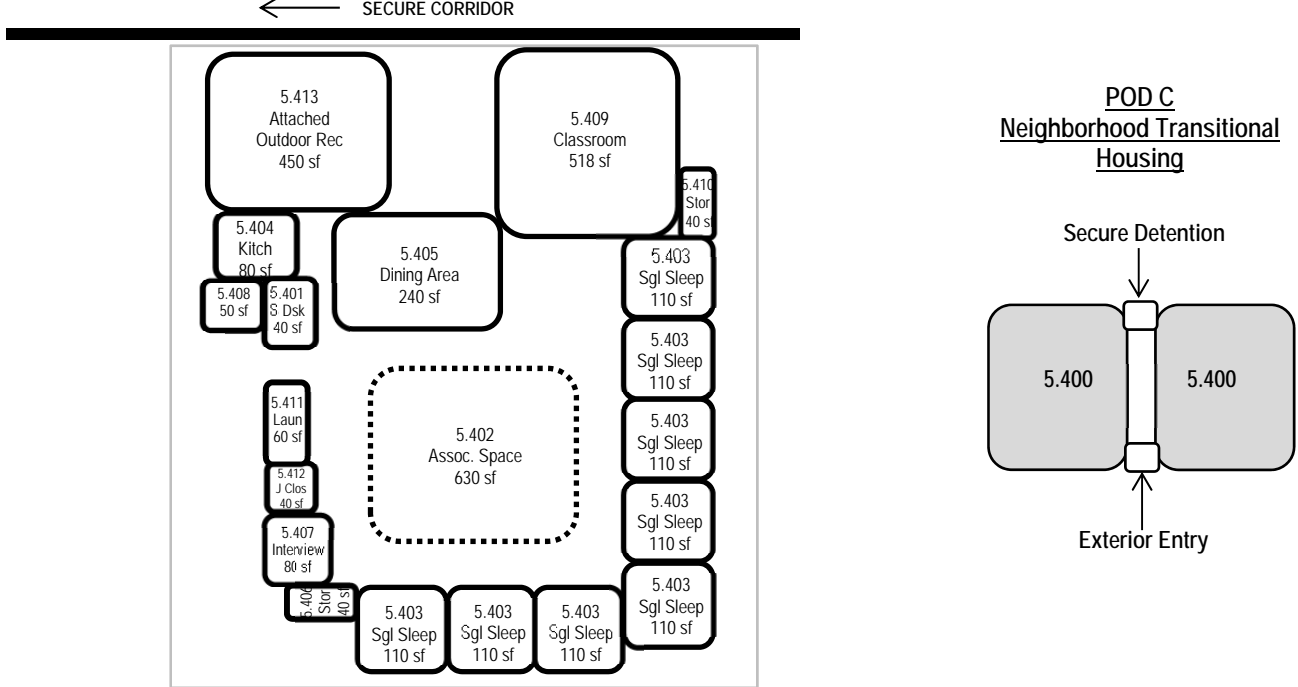 SECURE CORRIDOR
5.413
Attached
Outdoor Rec
450 sf
5.409
Classroom
518 sf
5.410
Stor
40 sf
5.404
Kitch
80 sf
5.405
Dining Area
240 sf
5.408
50 sf
5.401
S Dsk
40 sf
5.403
Sgl Sleep
110 sf
5.403
Sgl Sleep
110 sf
5.403
Sgl Sleep
110 sf
5.403
Sgl Sleep
110 sf
5.403
Sgl Sleep
110 sf
5.411
Laun
60 sf
5.402
Assoc. Space
630 sf
5.412
J Clos
40 sf
5.407
Interview
80 sf
5.406
Stor
40 sf
5.403
Sgl Sleep
110 sf
5.403
Sgl Sleep
110 sf
5.403
Sgl Sleep
110 sf
POD C
Neighborhood Transitional
Housing
Secure Detention
5.400
5.400
Exterior Entry